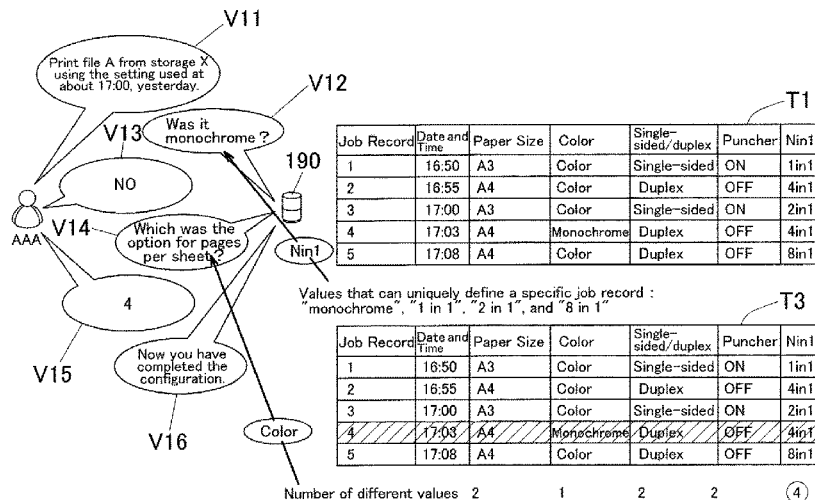 V11
Print file A from storage X
using the setting used at
about 17:00, yesterday.
V12
Was it
monochrome ?
V13
NO
190
AAA
V14
Which was the
option for pages
per sheet ?
Nin1
4
V15
Now you have
completed the
configuration.
V16
Color
T1
Job Record Date and Time Paper Size Color Single-sided/duplex Puncher Nin1
1 16:50 A3 Color Single-sided ON 1in1
2 16:55 A4 Color Duplex OFF 4in1
3 17:00 A3 Color Single-sided ON 2in1
4 17:03 A4 Monochrome Duplex OFF 4in1
5 17:08 A4 Color Duplex OFF 8in1
Values that can uniquely define a specific job record :
"monochrome", "1 in 1", "2 in 1", and "8 in 1"
T3
Job Record Date and Time Paper Size Color Single-sided/duplex Puncher Nin1
1 16:50 A3 Color Single-sided ON 1in1
2 16:55 A4 Color Duplex OFF 4in1
3 17:00 A3 Color Single-sided ON 2in1
4 17:03 A4 Monochrome Duplex OFF 4in1
5 17:08 A4 Color Duplex OFF 8in1
Number of different values 2 1 2 2 4